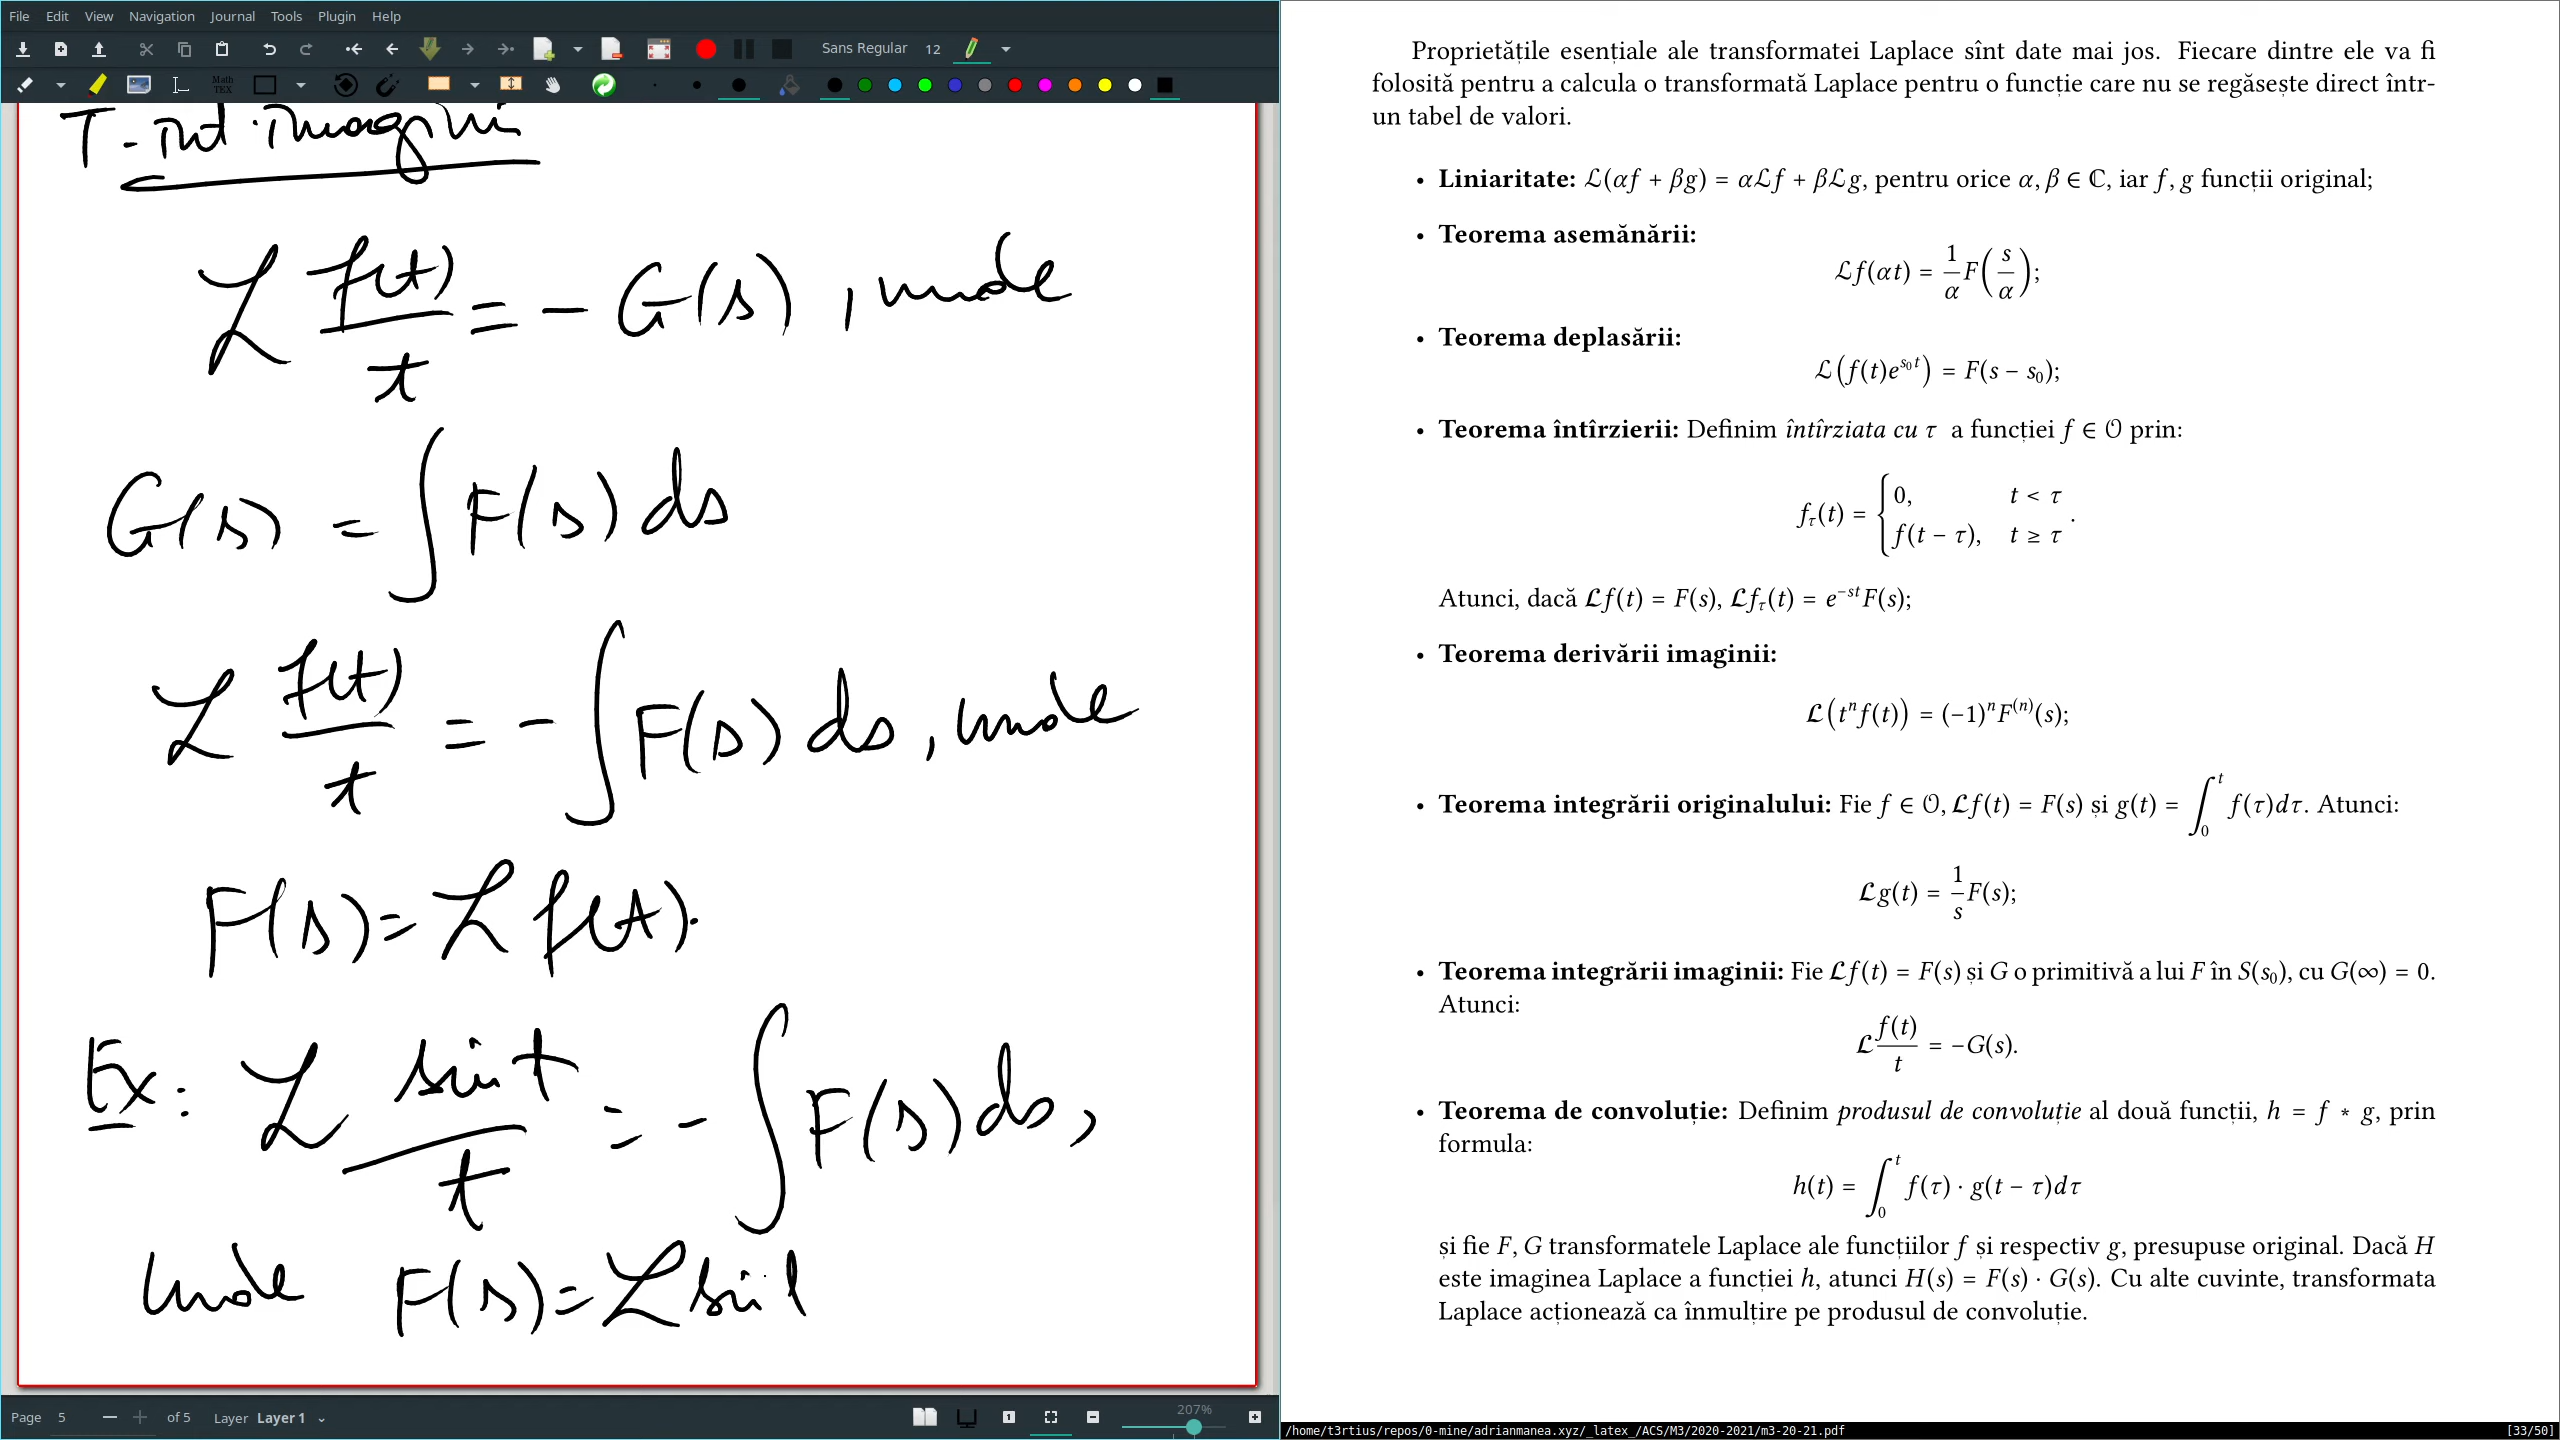 File Edit View Navigation Journal Tools Plugin Help
Sans Regular 12
Math TEX
T-int imaginii
ℒ f(t)/t = - G(s), unde
G(s) = ∫ F(s) ds
ℒ f(t)/t = - ∫ F(s) ds, unde
F(s) = ℒ f(t).
Ex: ℒ sin t/t = - ∫ F(s) ds,
unde F(s) = ℒ sin t
Page 5 of 5 Layer Layer 1 207%
Proprietățile esențiale ale transformatei Laplace sînt date mai jos. Fiecare dintre ele va fi
folosită pentru a calcula o transformată Laplace pentru o funcție care nu se regăsește direct într-
un tabel de valori.
• Liniaritate: ℒ(αf + βg) = αℒf + βℒg, pentru orice α, β ∈ ℂ, iar f, g funcții original;
• Teorema asemănării:
ℒf(αt) = 1/α F(s/α);
• Teorema deplasării:
ℒ(f(t)e^{s₀t}) = F(s − s₀);
• Teorema întîrzierii: Definim întîrziata cu τ a funcției f ∈ 𝒪 prin:
f_τ(t) = { 0, t < τ
f(t − τ), t ≥ τ .
Atunci, dacă ℒf(t) = F(s), ℒf_τ(t) = e^{−st}F(s);
• Teorema derivării imaginii:
ℒ(tⁿf(t)) = (−1)ⁿF⁽ⁿ⁾(s);
• Teorema integrării originalului: Fie f ∈ 𝒪, ℒf(t) = F(s) și g(t) = ∫₀ᵗ f(τ)dτ. Atunci:
ℒg(t) = 1/s F(s);
• Teorema integrării imaginii: Fie ℒf(t) = F(s) și G o primitivă a lui F în S(s₀), cu G(∞) = 0.
Atunci:
ℒ f(t)/t = −G(s).
• Teorema de convoluție: Definim produsul de convoluție al două funcții, h = f * g, prin
formula:
h(t) = ∫₀ᵗ f(τ) · g(t − τ)dτ
și fie F, G transformatele Laplace ale funcțiilor f și respectiv g, presupuse original. Dacă H
este imaginea Laplace a funcției h, atunci H(s) = F(s) · G(s). Cu alte cuvinte, transformata
Laplace acționează ca înmulțire pe produsul de convoluție.
/home/t3rtius/repos/0-mine/adrianmanea.xyz/_latex_/ACS/M3/2020-2021/m3-20-21.pdf [33/50]